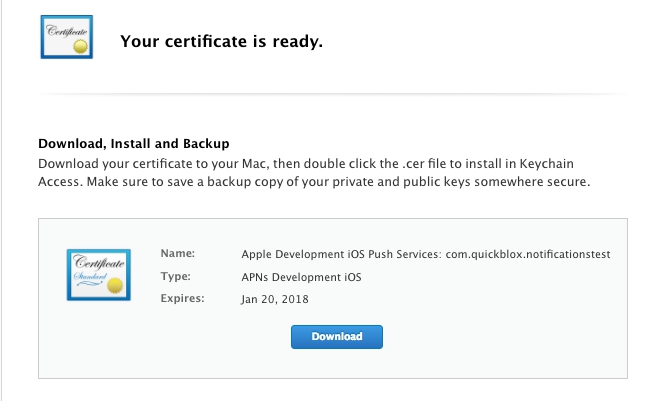 Certificate
Your certificate is ready.
Download, Install and Backup
Download your certificate to your Mac, then double click the .cer file to install in Keychain
Access. Make sure to save a backup copy of your private and public keys somewhere secure.
Certificate
Standard
Name: Apple Development iOS Push Services: com.quickblox.notificationstest
Type: APNs Development iOS
Expires: Jan 20, 2018
Download